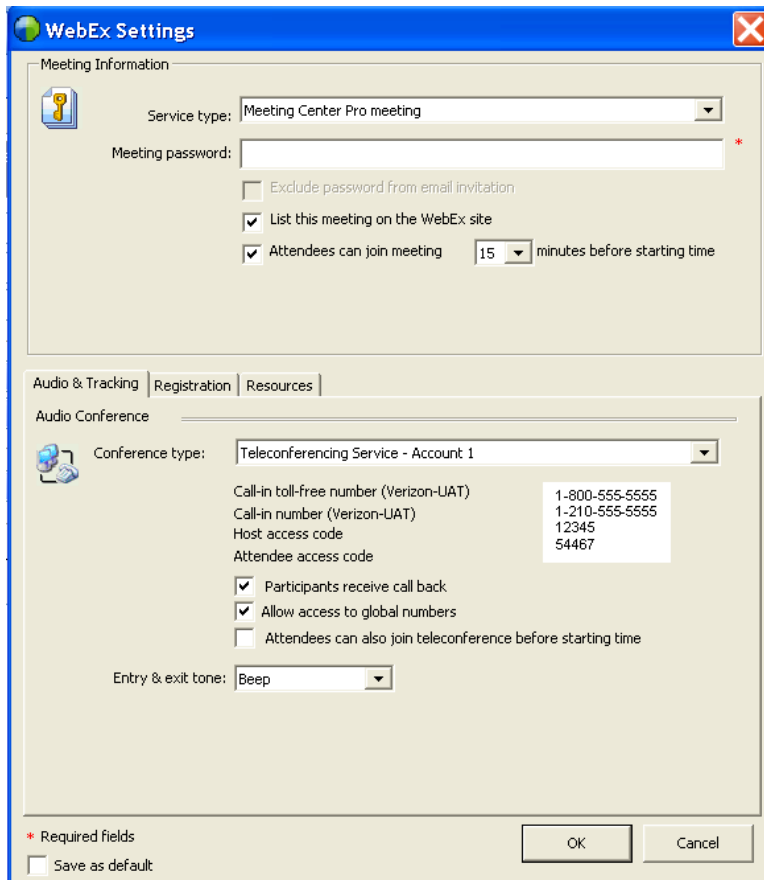 WebEx Settings
Meeting Information
Service type: Meeting Center Pro meeting
Meeting password: *
Exclude password from email invitation
List this meeting on the WebEx site
Attendees can join meeting 15 minutes before starting time
Audio & Tracking Registration Resources
Audio Conference
Conference type: Teleconferencing Service - Account 1
Call-in toll-free number (Verizon-UAT) 1-800-555-5555
Call-in number (Verizon-UAT) 1-210-555-5555
Host access code 12345
Attendee access code 54467
Participants receive call back
Allow access to global numbers
Attendees can also join teleconference before starting time
Entry & exit tone: Beep
* Required fields
OK Cancel
Save as default